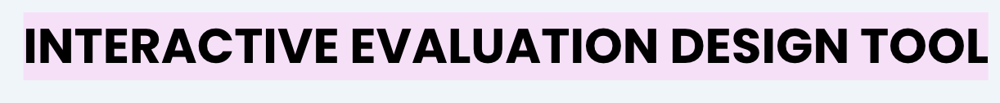 INTERACTIVE EVALUATION DESIGN TOOL